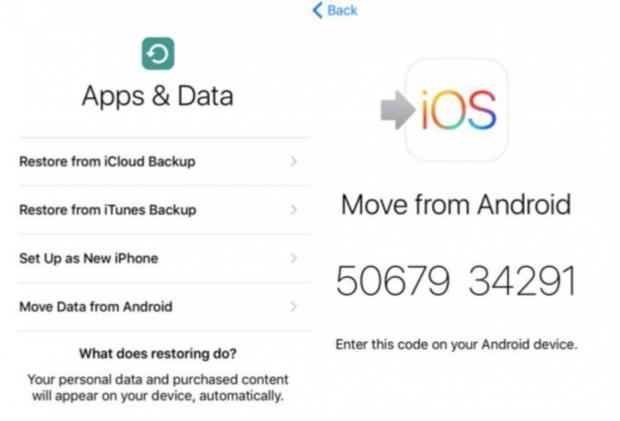 Apps & Data
Restore from iCloud Backup
Restore from iTunes Backup
Set Up as New iPhone
Move Data from Android
What does restoring do?
Your personal data and purchased content
will appear on your device, automatically.
Back
iOS
Move from Android
50679 34291
Enter this code on your Android device.